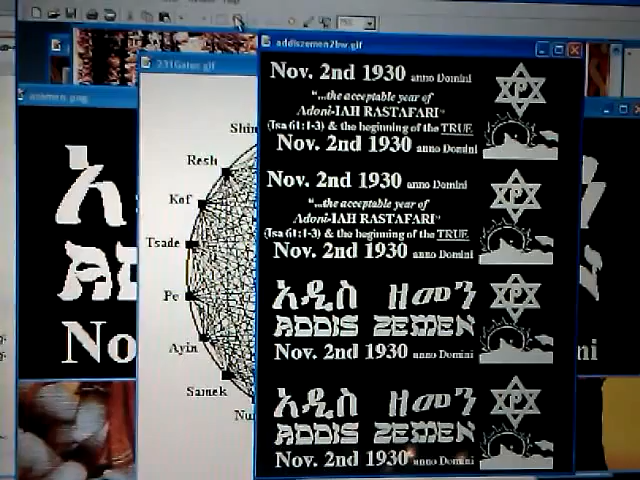 addiszemen2bw.gif
231Gates.gif
Nov. 2nd 1930 anno Domini
"...the acceptable year of
Adoni-IAH RASTAFARI"
(Isa 61:1-3) & the beginning of the TRUE
Nov. 2nd 1930 anno Domini
Nov. 2nd 1930 anno Domini
"...the acceptable year of
Adoni-IAH RASTAFARI"
(Isa 61:1-3) & the beginning of the TRUE
Nov. 2nd 1930 anno Domini
አዲስ ዘመን
ADDIS ZEMEN
Nov. 2nd 1930 anno Domini
አዲስ ዘመን
ADDIS ZEMEN
Nov. 2nd 1930 anno Domini
Shin
Resh
Kof
Tsade
Pe
Ayin
Samek
Nu
አ
AD
No
ni